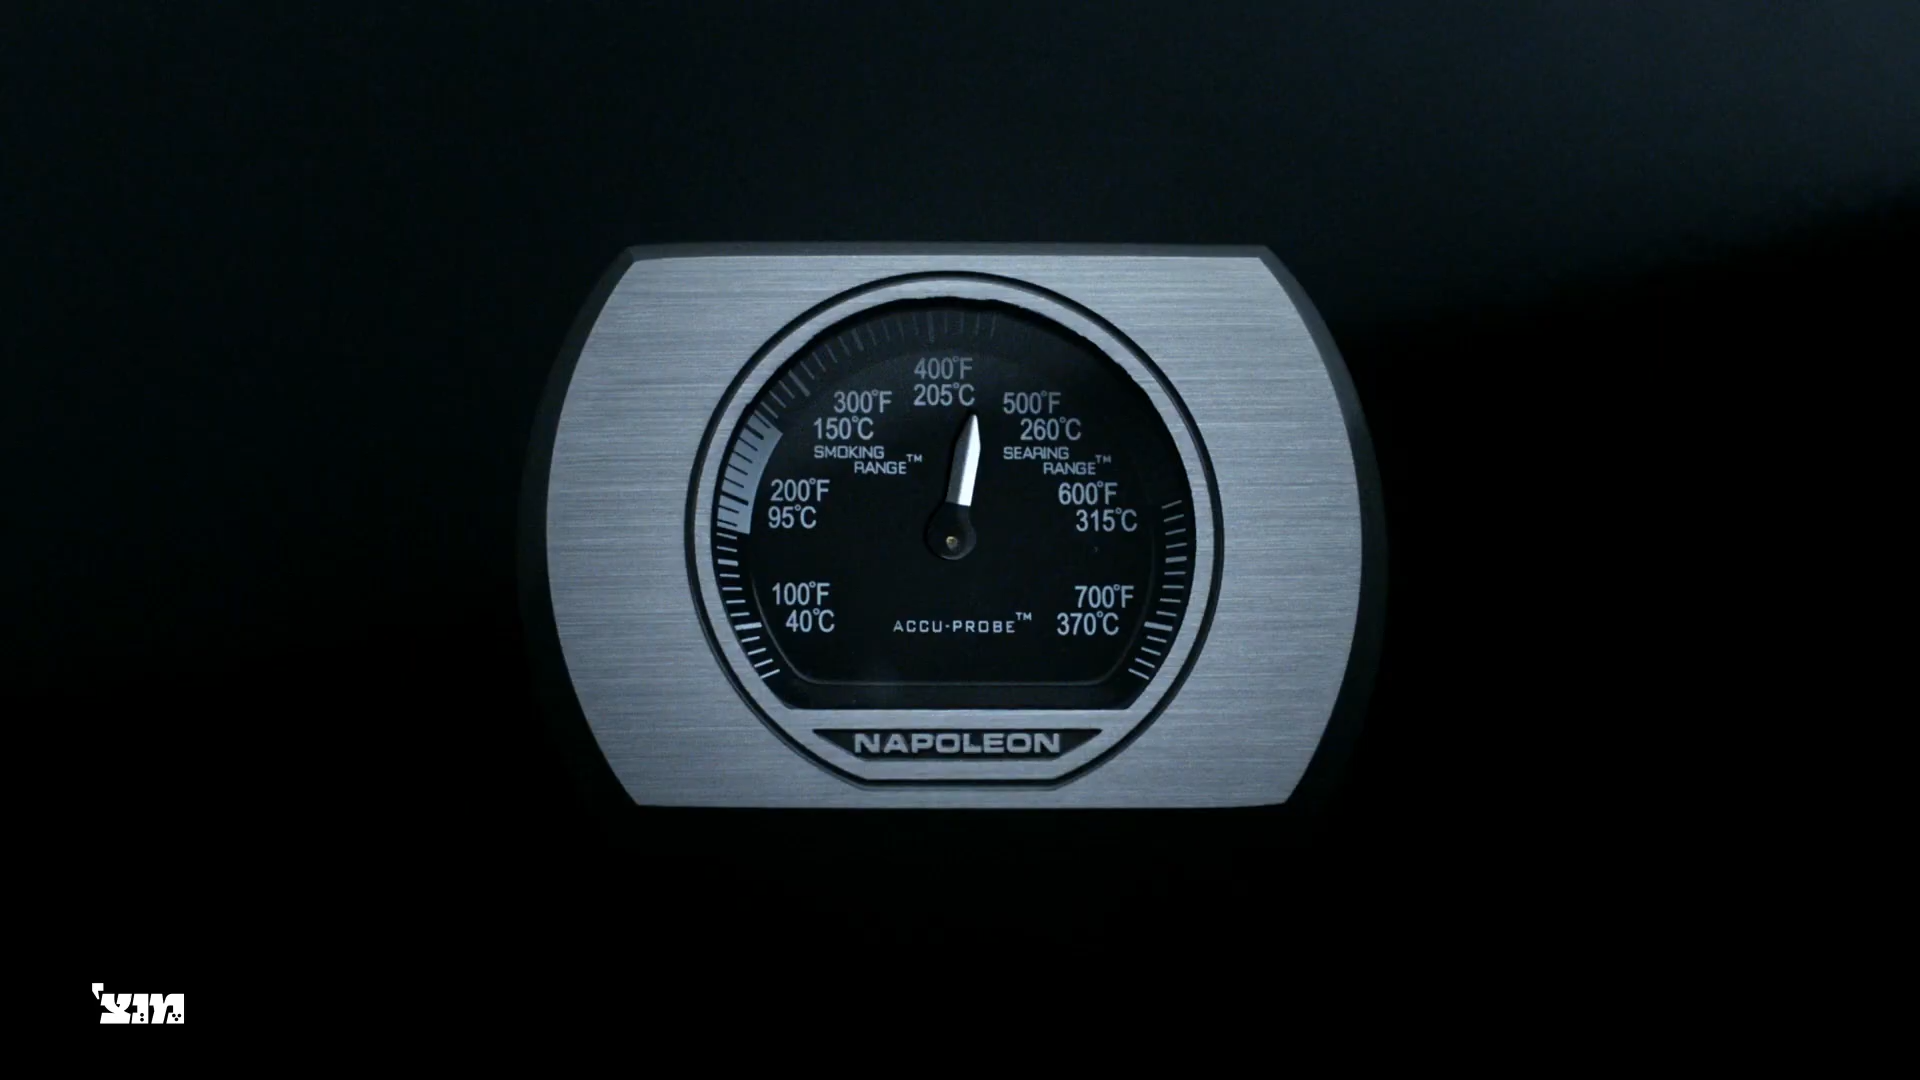 400°F
205°C
300°F
150°C
500°F
260°C
SMOKING
RANGE™
SEARING
RANGE™
200°F
95°C
600°F
315°C
100°F
40°C
700°F
370°C
ACCU-PROBE™
NAPOLEON
מנצ'